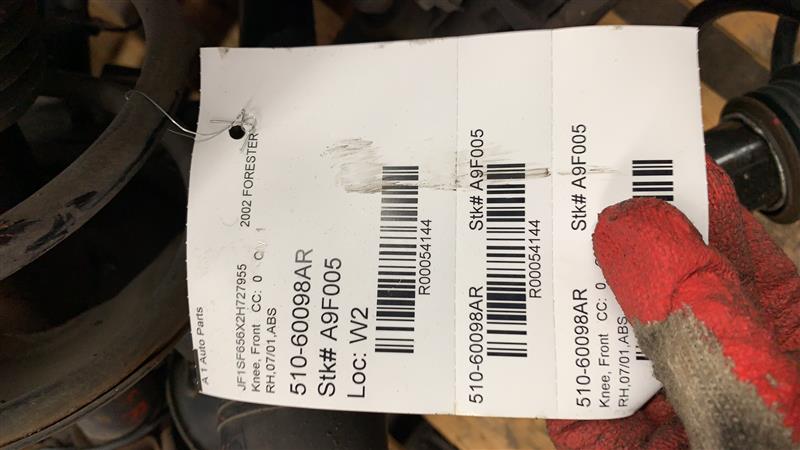 A 1 Auto Parts
JF1SF656X2H727955 2002 FORESTER
Knee, Front CC: 0 1
RH,07/01,ABS
510-60098AR
Stk# A9F005
Loc: W2
R00054144
510-60098AR Stk# A9F005
R00054144
510-60098AR Stk# A9F005
Knee, Front CC: 0
RH,07/01,ABS